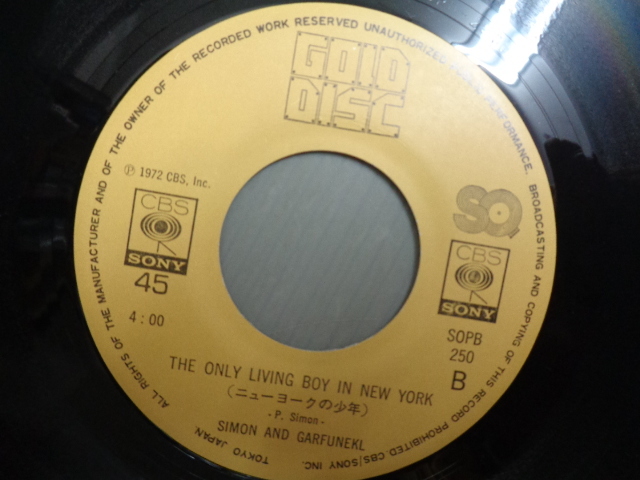 ALL RIGHTS OF THE MANUFACTURER AND OF THE OWNER OF THE RECORDED WORK RESERVED UNAUTHORIZED PERFORMANCE. BROADCASTING AND COPYING OF THIS RECORD PROHIBITED.CBS/SONY INC. TOKYO JAPAN.
GOLD
DISC
℗ 1972 CBS, Inc.
SQ
CBS
SONY
45
CBS
SONY
4:00
SOPB
250
B
THE ONLY LIVING BOY IN NEW YORK
(ニューヨークの少年)
- P. Simon -
SIMON AND GARFUNEKL